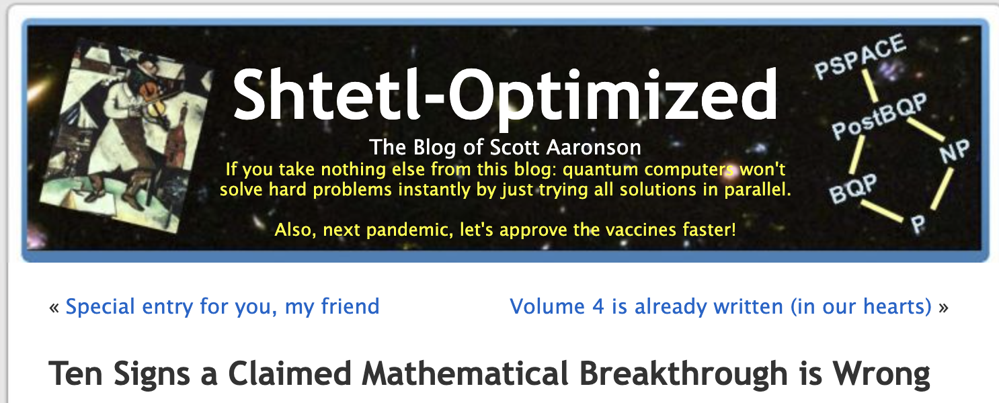 Shtetl-Optimized
The Blog of Scott Aaronson
If you take nothing else from this blog: quantum computers won't
solve hard problems instantly by just trying all solutions in parallel.
Also, next pandemic, let's approve the vaccines faster!
PSPACE
PostBQP
NP
BQP
P
« Special entry for you, my friend
Volume 4 is already written (in our hearts) »
Ten Signs a Claimed Mathematical Breakthrough is Wrong